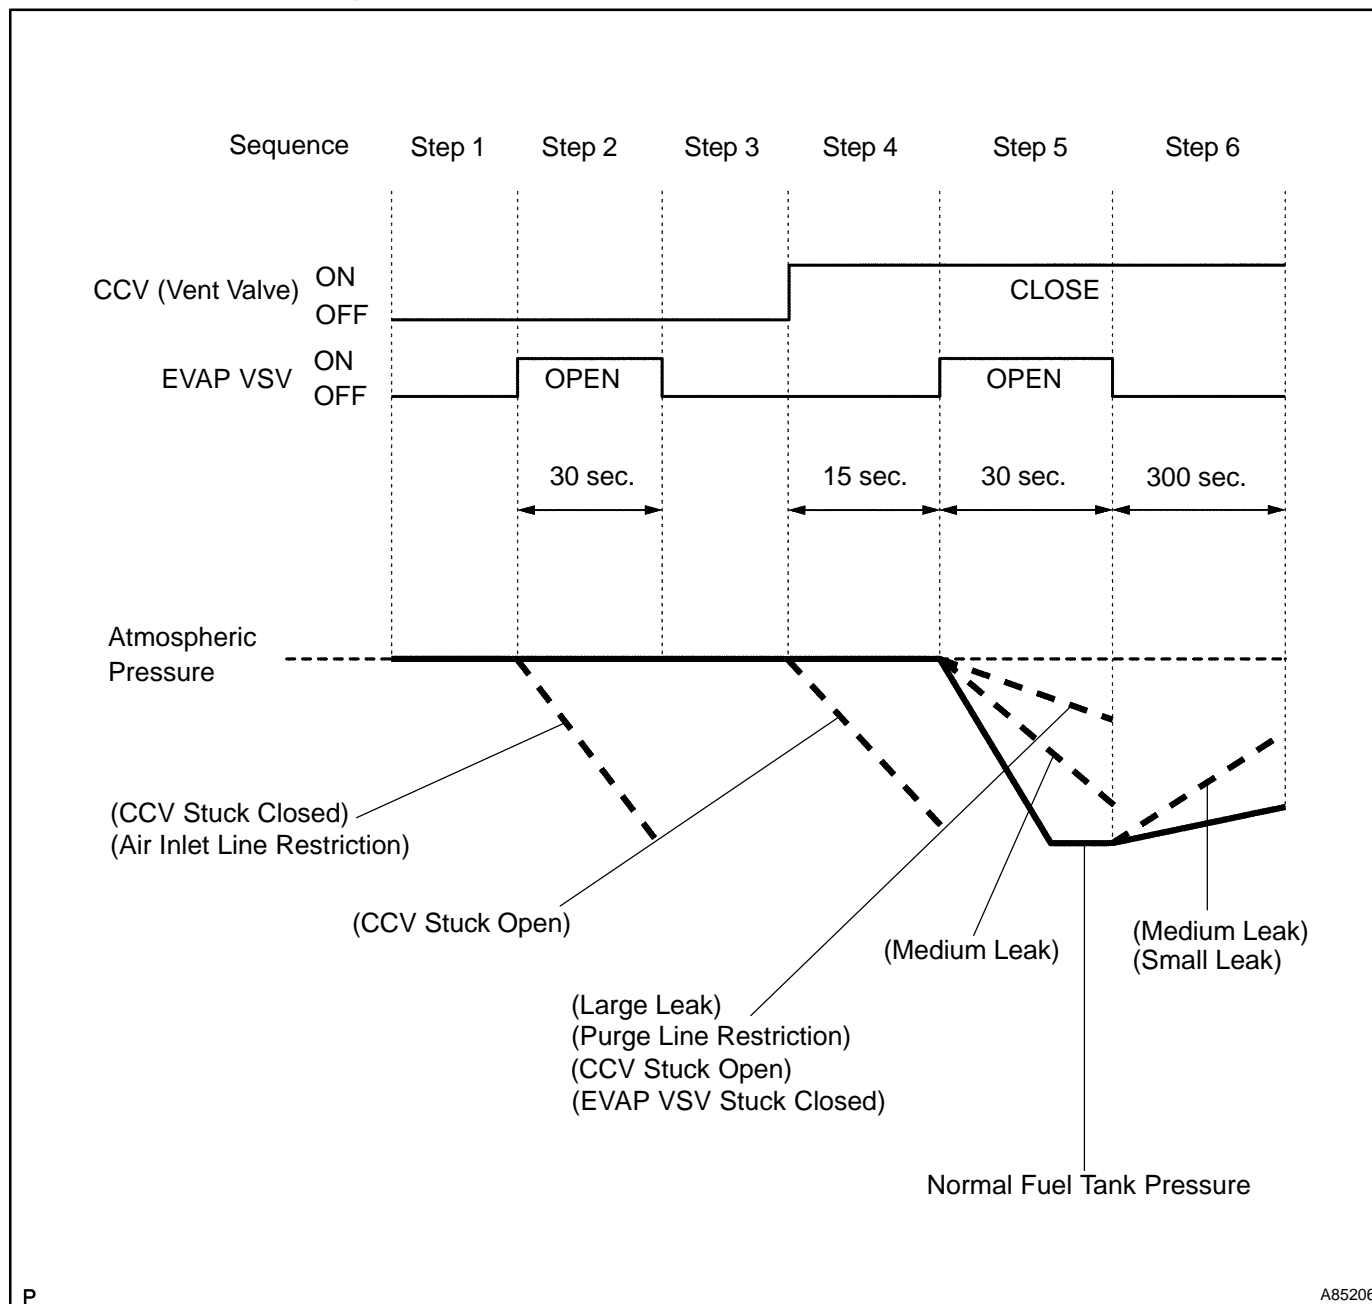 Sequence Step 1 Step 2 Step 3 Step 4 Step 5 Step 6
CCV (Vent Valve) ON
OFF
CLOSE
EVAP VSV ON
OFF
OPEN OPEN
30 sec. 15 sec. 30 sec. 300 sec.
Atmospheric
Pressure
(CCV Stuck Closed)
(Air Inlet Line Restriction)
(CCV Stuck Open)
(Medium Leak)
(Medium Leak)
(Small Leak)
(Large Leak)
(Purge Line Restriction)
(CCV Stuck Open)
(EVAP VSV Stuck Closed)
Normal Fuel Tank Pressure
P
A85206